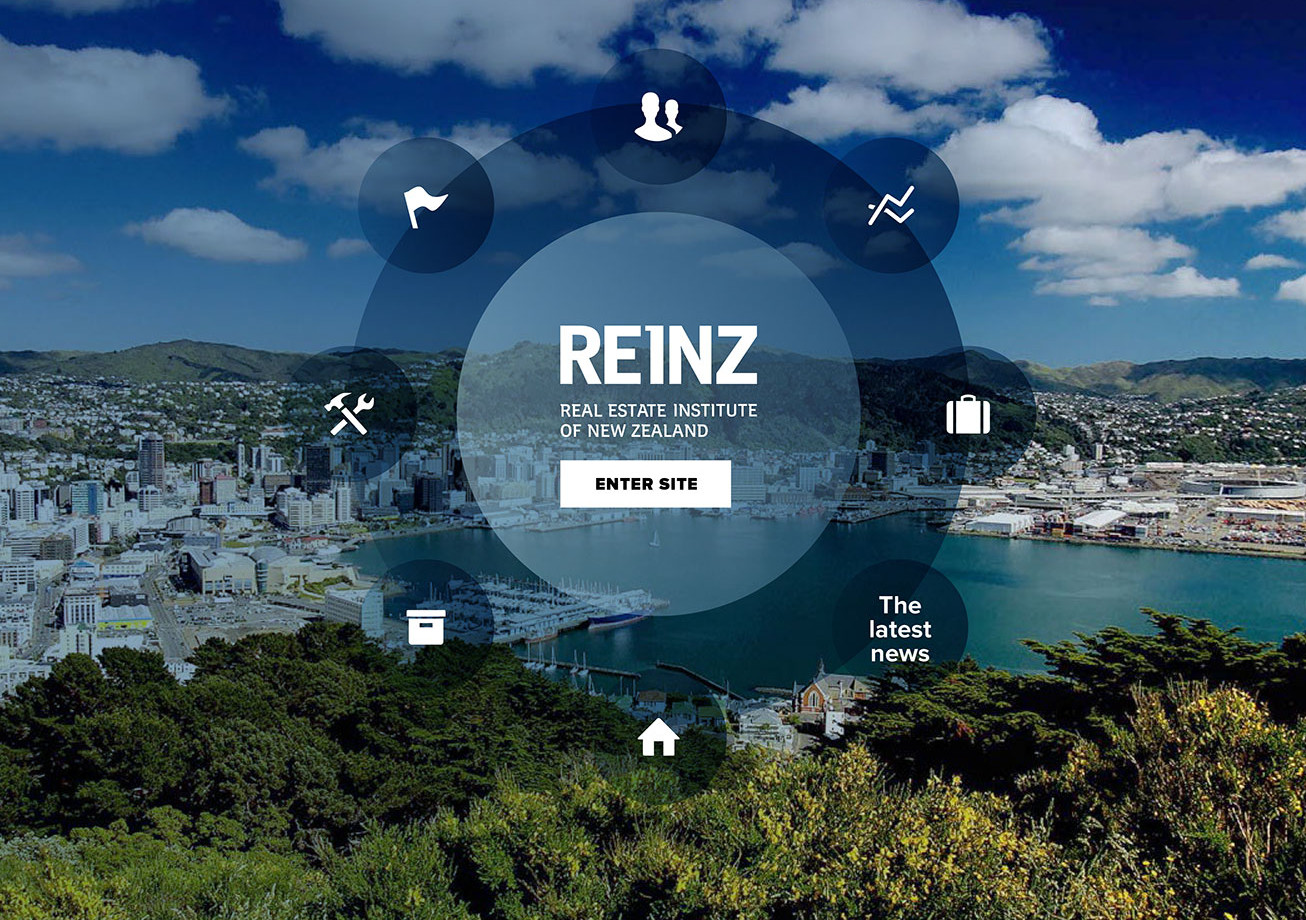 REINZ
REAL ESTATE INSTITUTE
OF NEW ZEALAND
ENTER SITE
The
latest
news